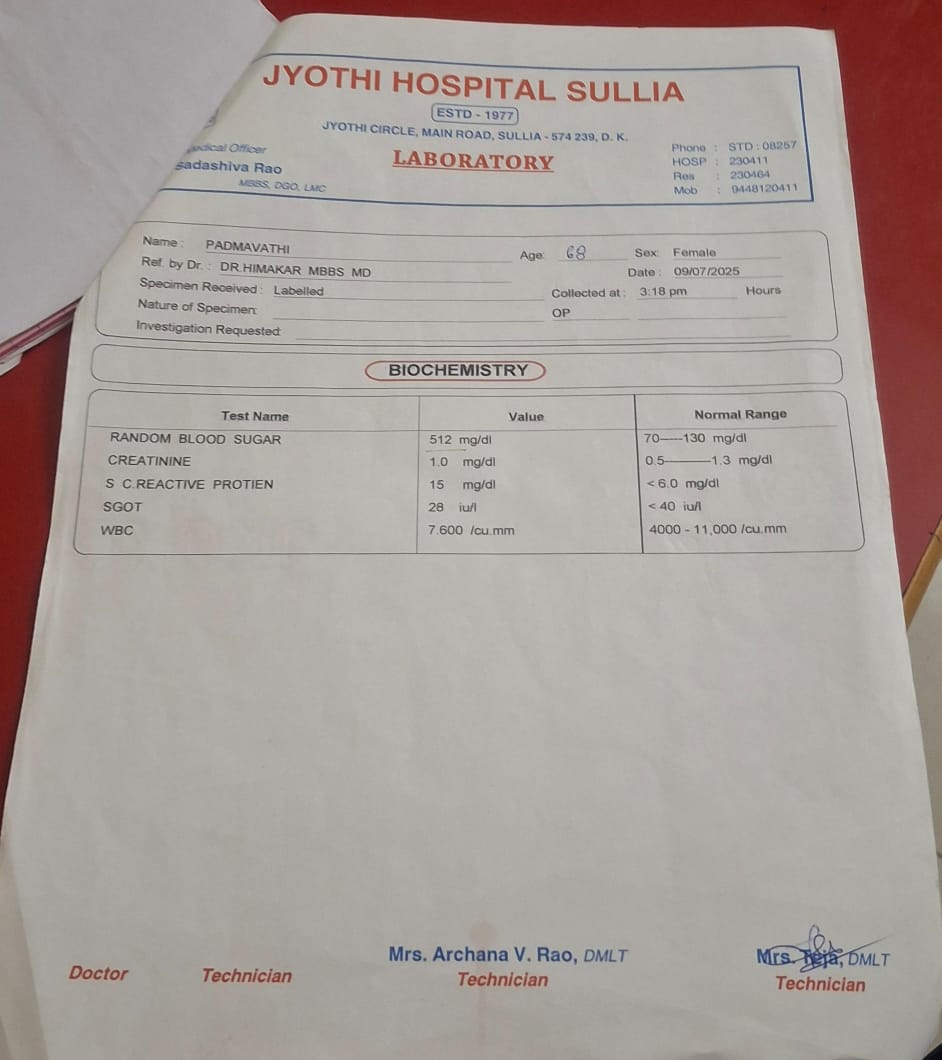 JYOTHI HOSPITAL SULLIA
ESTD - 1977
JYOTHI CIRCLE, MAIN ROAD, SULLIA - 574 239, D. K.
LABORATORY
Officer
sadashiva Rao
MBBS, DGO, LMC
Phone : STD : 08257
HOSP : 230411
Res : 230464
Mob : 9448120411
Name : PADMAVATHI Age: 68 Sex: Female
Ref. by Dr. : DR.HIMAKAR MBBS MD Date : 09/07/2025
Specimen Received : Labelled Collected at : 3:18 pm Hours
Nature of Specimen: OP
Investigation Requested:
BIOCHEMISTRY
Test Name Value Normal Range
RANDOM BLOOD SUGAR 512 mg/dl 70----130 mg/dl
CREATININE 1.0 mg/dl 0.5--------1.3 mg/dl
S C.REACTIVE PROTIEN 15 mg/dl < 6.0 mg/dl
SGOT 28 iu/l < 40 iu/l
WBC 7.600 /cu.mm 4000 - 11,000 /cu.mm
Mrs. Archana V. Rao, DMLT Mrs. Teja, DMLT
Doctor Technician Technician Technician